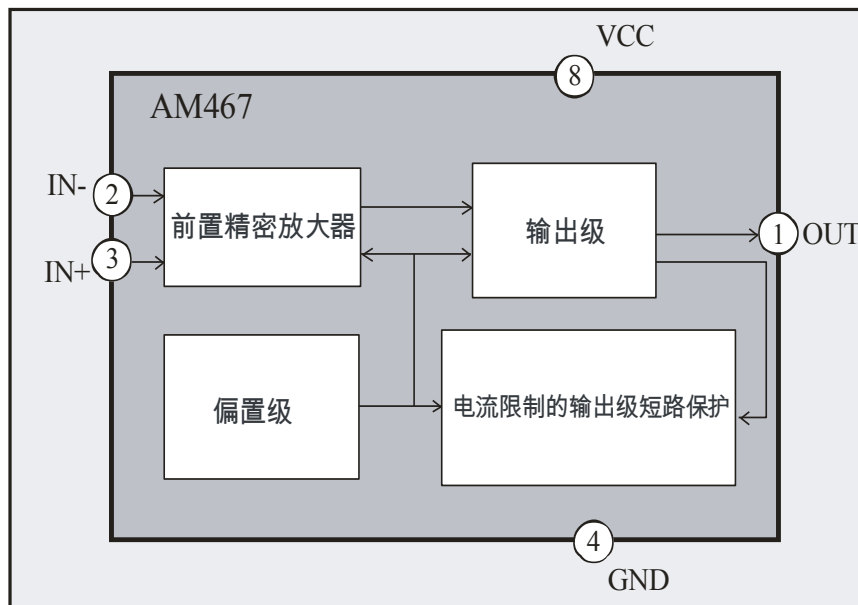 VCC
8
AM467
IN-
2
前置精密放大器
输出级
1
OUT
3
IN+
偏置级
电流限制的输出级短路保护
4
GND